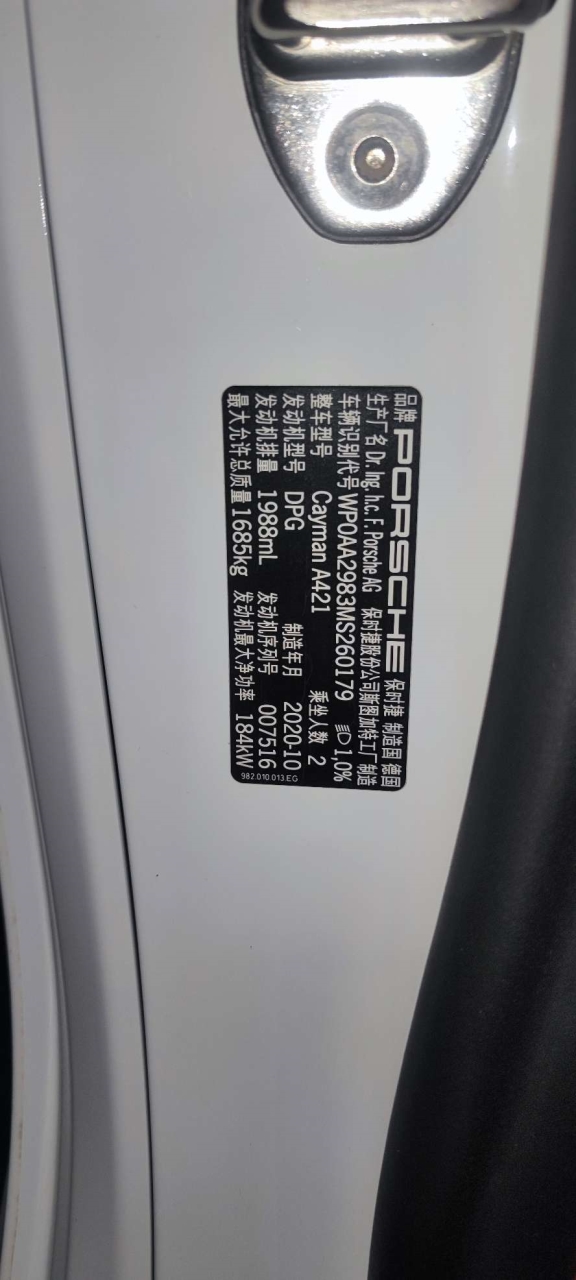 品牌 PORSCHE 保时捷 制造国 德国
生产厂名 Dr. Ing. h.c. F. Porsche AG 保时捷股份公司斯图加特工厂制造
车辆识别代号 WP0AA2983MS260179 1,0%
整车型号 Cayman A421 乘坐人数 2
发动机型号 DPG 制造年月 2020-10
发动机排量 1988mL 发动机序列号 007516
最大允许总质量 1685kg 发动机最大净功率 184kW
982.010.013.EG